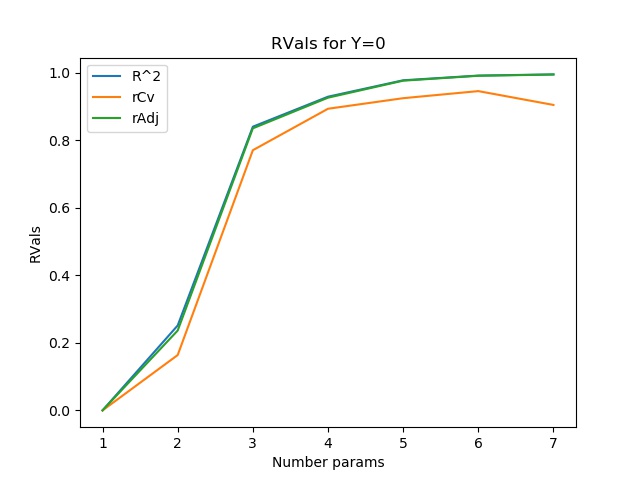 RVals for Y=0
R^2
rCv
rAdj
RVals
1.0
0.8
0.6
0.4
0.2
0.0
1 2 3 4 5 6 7
Number params